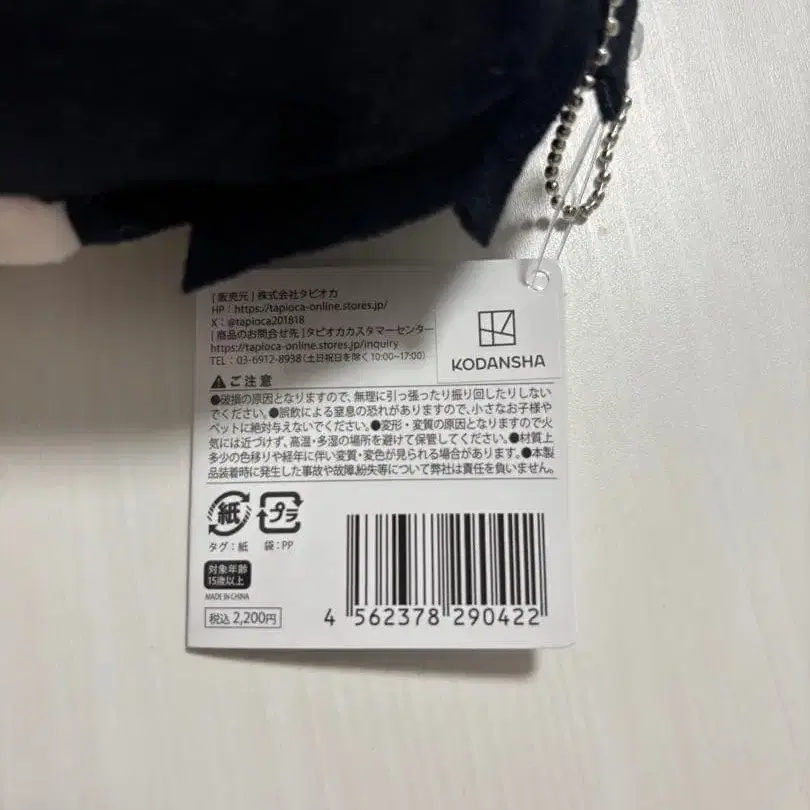 [ 販売元 ] 株式会社タピオカ
HP : https://tapioca-online.stores.jp/
X : @tapioca201818
[ 商品のお問合せ先 ] タピオカカスタマーセンター
https://tapioca-online.stores.jp/inquiry
TEL : 03-6912-8938（土日祝日を除く10:00~17:00）
KODANSHA
ご注意
●破損の原因となりますので、無理に引っ張ったり振り回したりしない
でください。●誤飲による窒息の恐れがありますので、小さなお子様や
ペットに絶対与えないでください。●変形・変質の原因となりますので火
気には近づけず、高温・多湿の場所を避けて保管してください。●材質上
多少の色移りや経年に伴い変質・変色が見られる場合があります。●本製
品装着時に発生した事故や故障,紛失等について弊社は責任を負いません。
紙 プラ
タグ : 紙 袋 : PP
対象年齢
15歳以上
MADE IN CHINA
税込 2,200円
4 562378 290422